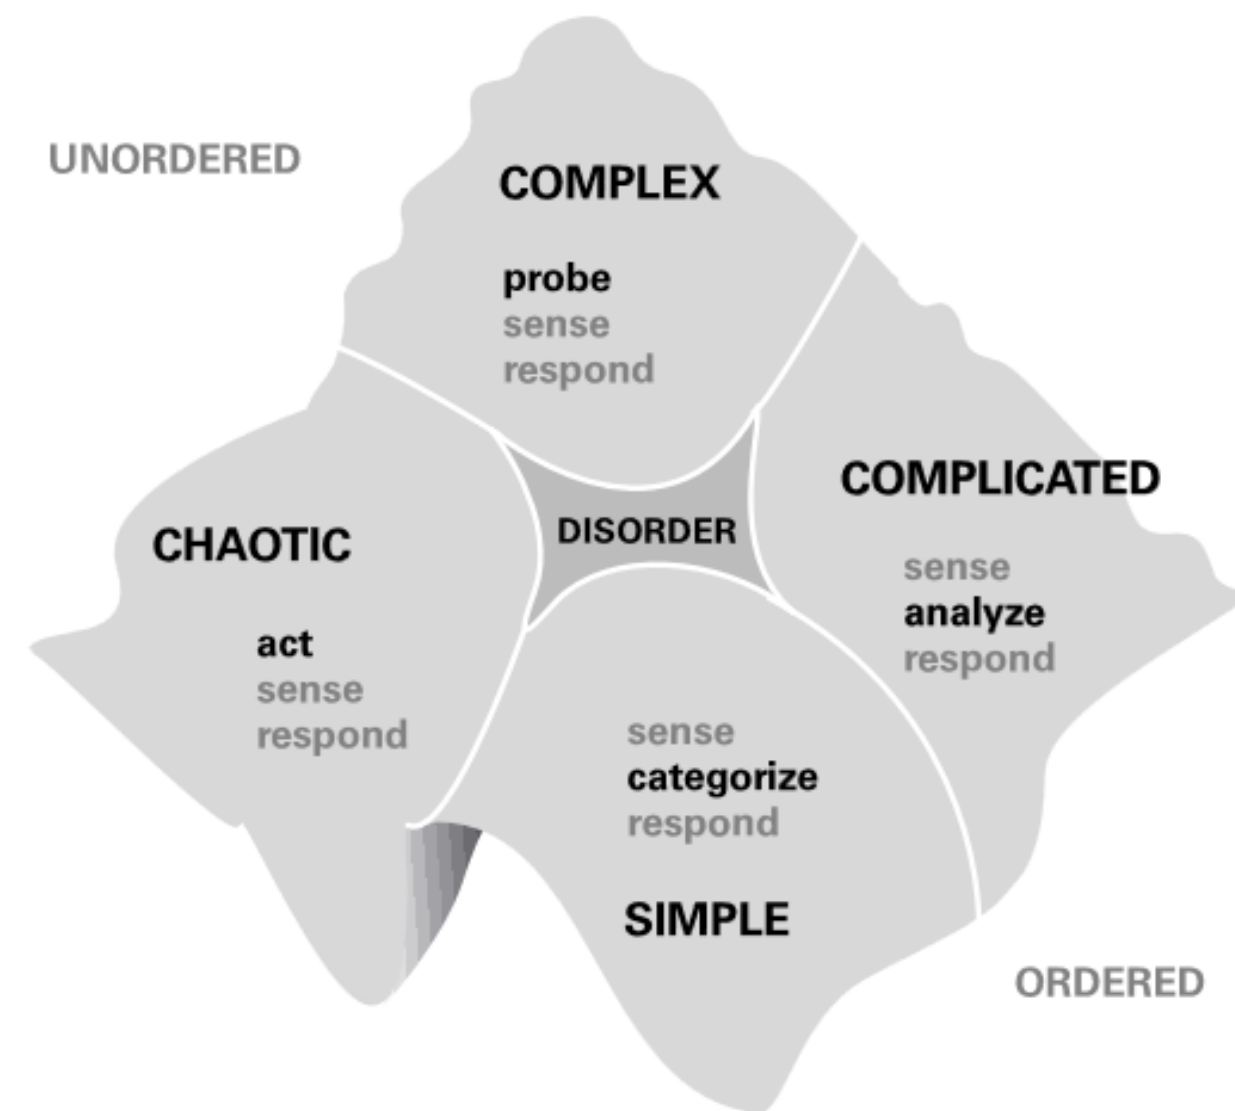 UNORDERED
COMPLEX
probe
sense
respond
COMPLICATED
sense
analyze
respond
DISORDER
CHAOTIC
act
sense
respond
sense
categorize
respond
SIMPLE
ORDERED